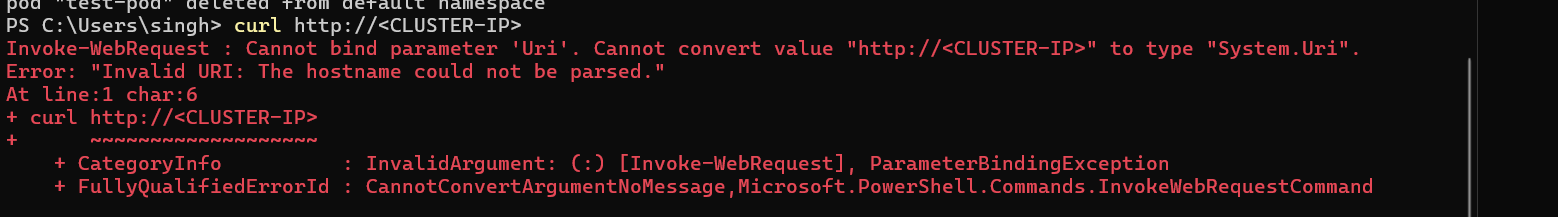 pod "test-pod" deleted from default namespace
PS C:\Users\singh> curl http://<CLUSTER-IP>
Invoke-WebRequest : Cannot bind parameter 'Uri'. Cannot convert value "http://<CLUSTER-IP>" to type "System.Uri".
Error: "Invalid URI: The hostname could not be parsed."
At line:1 char:6
+ curl http://<CLUSTER-IP>
+      ~~~~~~~~~~~~~~~~~~~
    + CategoryInfo          : InvalidArgument: (:) [Invoke-WebRequest], ParameterBindingException
    + FullyQualifiedErrorId : CannotConvertArgumentNoMessage,Microsoft.PowerShell.Commands.InvokeWebRequestCommand